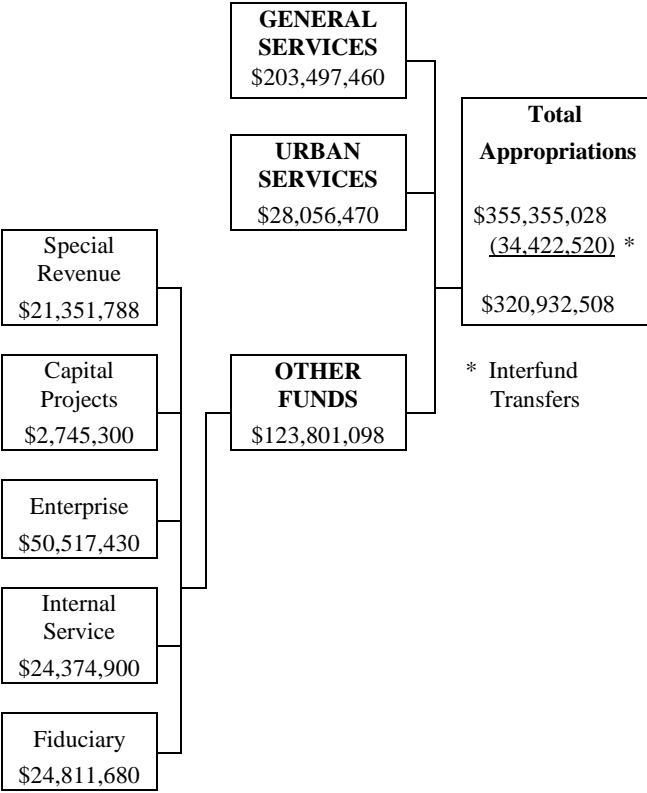 GENERAL
SERVICES
$203,497,460
URBAN
SERVICES
$28,056,470
Total
Appropriations
$355,355,028
(34,422,520) *
$320,932,508
* Interfund
Transfers
Special
Revenue
$21,351,788
Capital
Projects
$2,745,300
Enterprise
$50,517,430
Internal
Service
$24,374,900
Fiduciary
$24,811,680
OTHER
FUNDS
$123,801,098